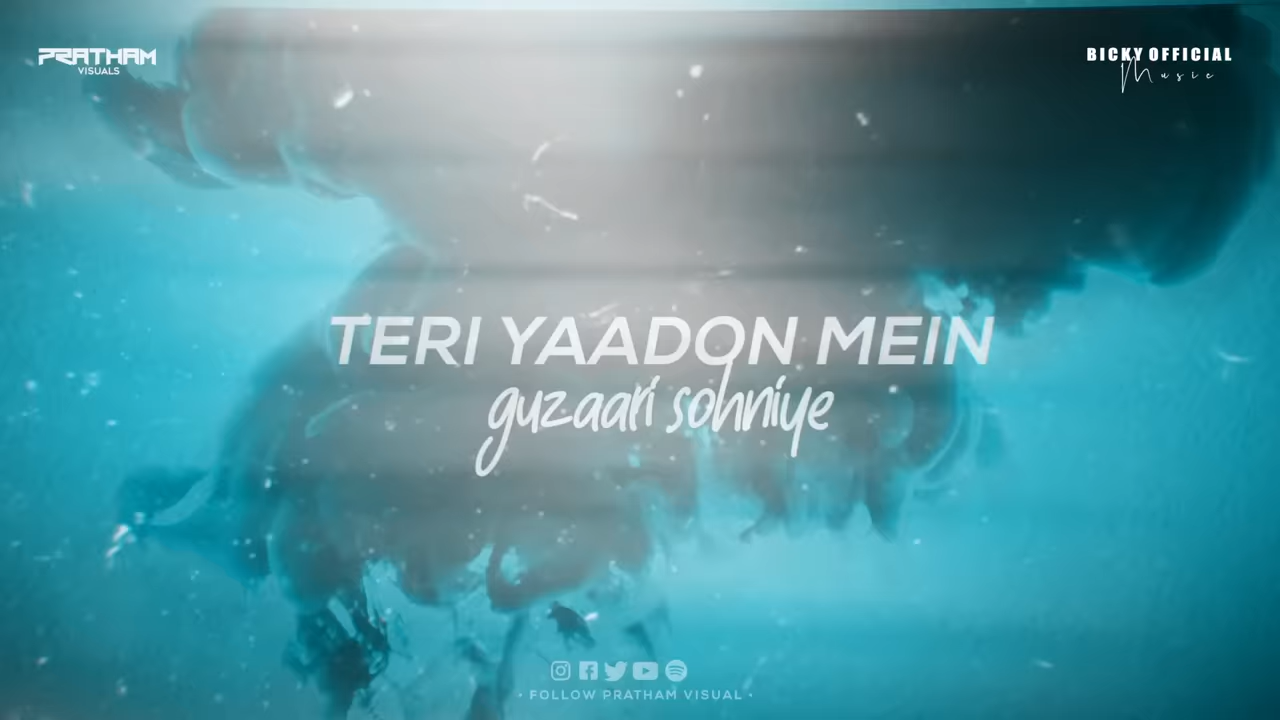 PRATHAM
VISUALS
BICKY OFFICIAL
Music
TERI YAADON MEIN
guzaari sohniye
• FOLLOW PRATHAM VISUAL •